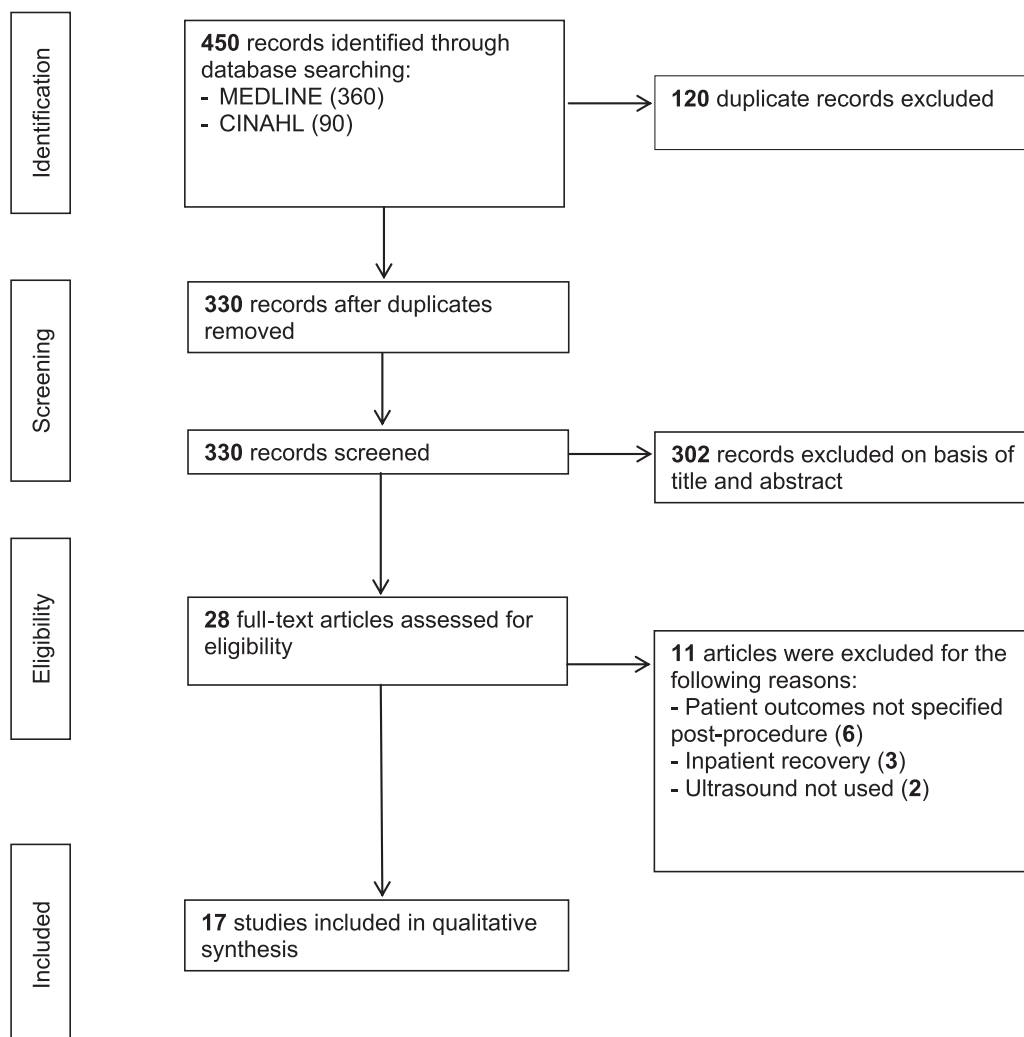 Identification
450 records identified through
database searching:
- MEDLINE (360)
- CINAHL (90)
120 duplicate records excluded
Screening
330 records after duplicates
removed
330 records screened
302 records excluded on basis of
title and abstract
Eligibility
28 full-text articles assessed for
eligibility
11 articles were excluded for the
following reasons:
- Patient outcomes not specified
post-procedure (6)
- Inpatient recovery (3)
- Ultrasound not used (2)
Included
17 studies included in qualitative
synthesis